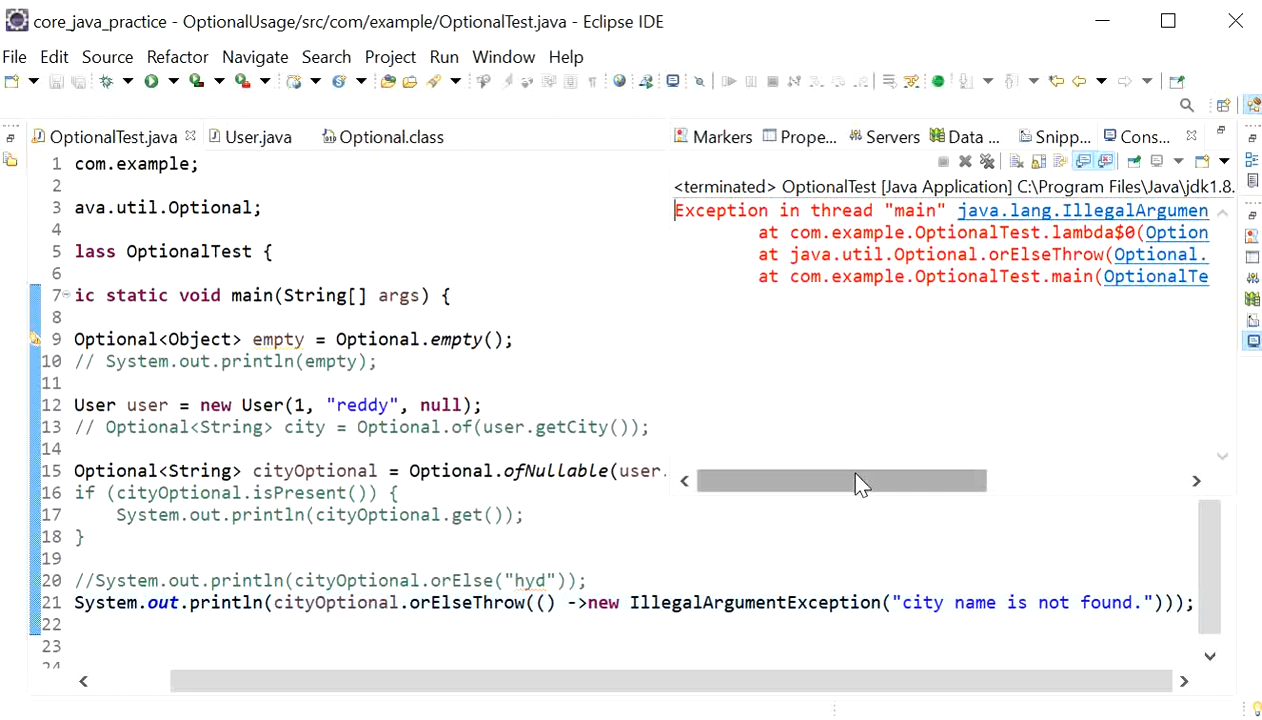 core_java_practice - OptionalUsage/src/com/example/OptionalTest.java - Eclipse IDE
File Edit Source Refactor Navigate Search Project Run Window Help
OptionalTest.java User.java Optional.class
1 com.example;
2
3 ava.util.Optional;
4
5 lass OptionalTest {
6
7 ic static void main(String[] args) {
8
9 Optional<Object> empty = Optional.empty();
10 // System.out.println(empty);
11
12 User user = new User(1, "reddy", null);
13 // Optional<String> city = Optional.of(user.getCity());
14
15 Optional<String> cityOptional = Optional.ofNullable(user.
16 if (cityOptional.isPresent()) {
17 System.out.println(cityOptional.get());
18 }
19
20 //System.out.println(cityOptional.orElse("hyd"));
21 System.out.println(cityOptional.orElseThrow(() ->new IllegalArgumentException("city name is not found.")));
22
23
24
Markers Prope... Servers Data ... Snipp... Cons...
<terminated> OptionalTest [Java Application] C:\Program Files\Java\jdk1.8.
Exception in thread "main" java.lang.IllegalArgumen
at com.example.OptionalTest.lambda$0(Option
at java.util.Optional.orElseThrow(Optional.
at com.example.OptionalTest.main(OptionalTe